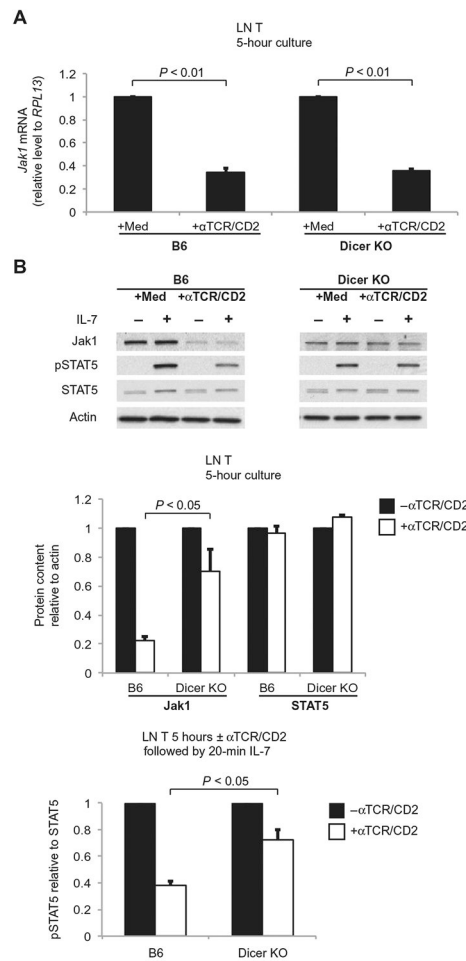 A
LN T
5-hour culture
P < 0.01
P < 0.01
Jak1 mRNA
(relative level to RPL13)
1.2
1
0.8
0.6
0.4
0.2
0
+Med
+αTCR/CD2
+Med
+αTCR/CD2
B6
Dicer KO
B
B6
Dicer KO
+Med +αTCR/CD2
+Med +αTCR/CD2
IL-7 – + – +
– + – +
Jak1
pSTAT5
STAT5
Actin
LN T
5-hour culture
P < 0.05
–αTCR/CD2
+αTCR/CD2
Protein content
relative to actin
1.2
1
0.8
0.6
0.4
0.2
0
B6 Dicer KO B6 Dicer KO
Jak1 STAT5
LN T 5 hours ± αTCR/CD2
followed by 20-min IL-7
P < 0.05
–αTCR/CD2
+αTCR/CD2
pSTAT5 relative to STAT5
1
0.8
0.6
0.4
0.2
0
B6 Dicer KO